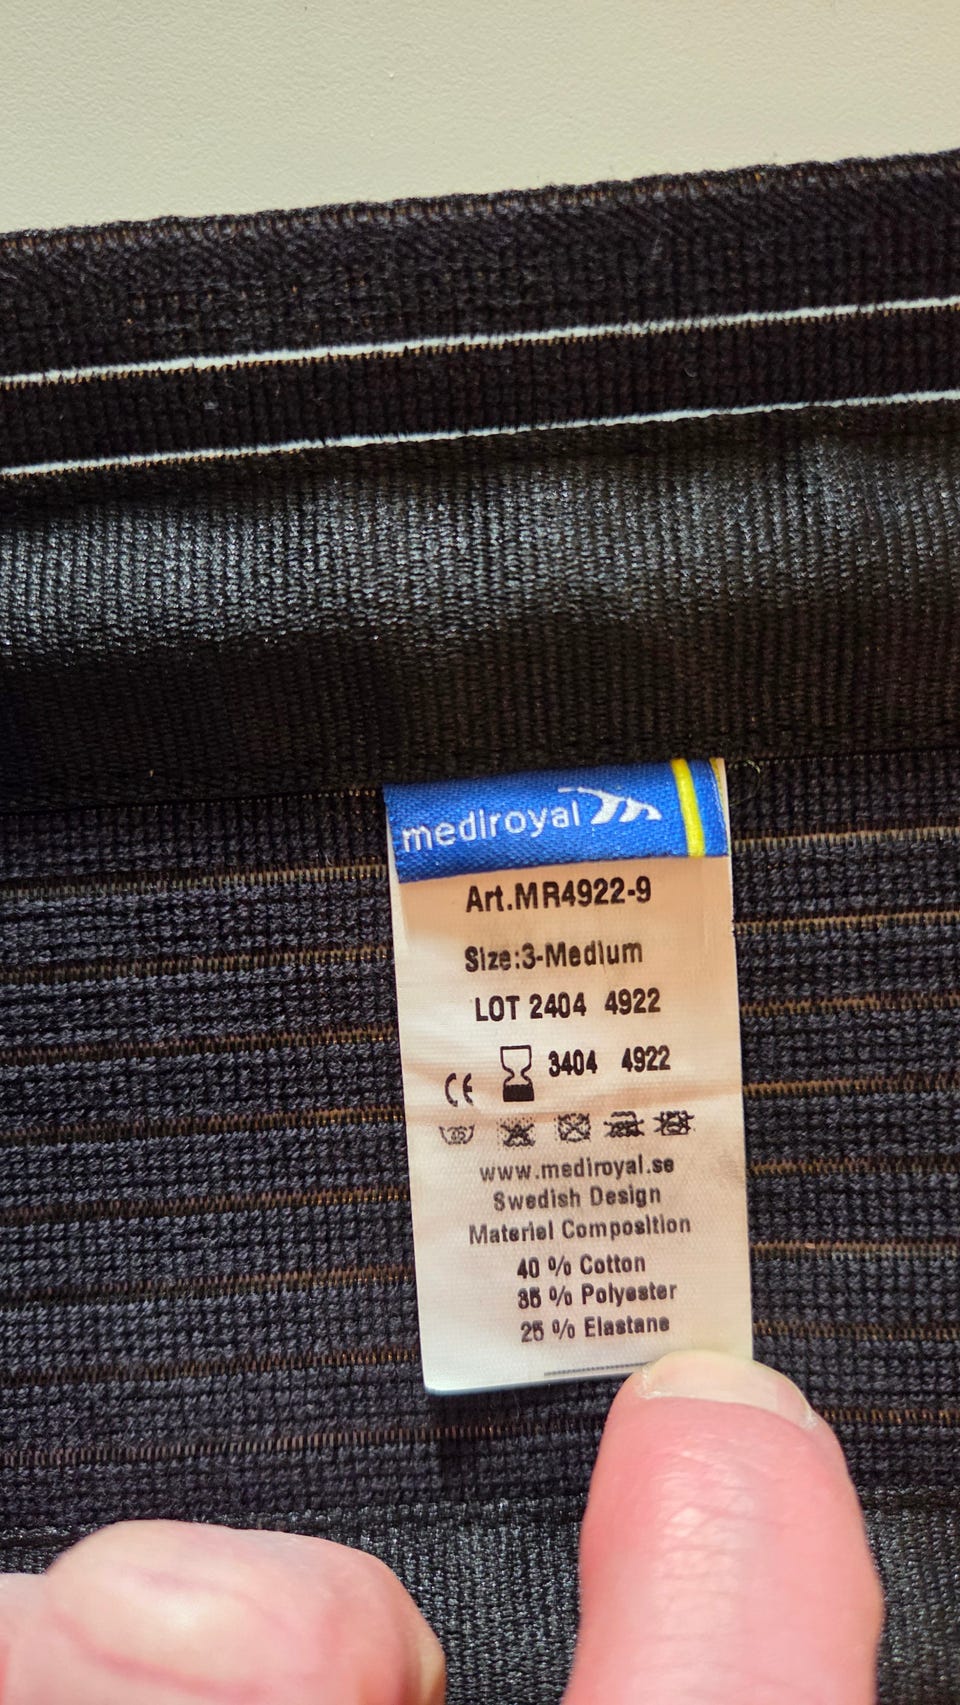 mediroyal
Art.MR4922-9
Size:3-Medium
LOT 2404 4922
CE 3404 4922
www.mediroyal.se
Swedish Design
Materiel Composition
40 % Cotton
35 % Polyester
25 % Elastane